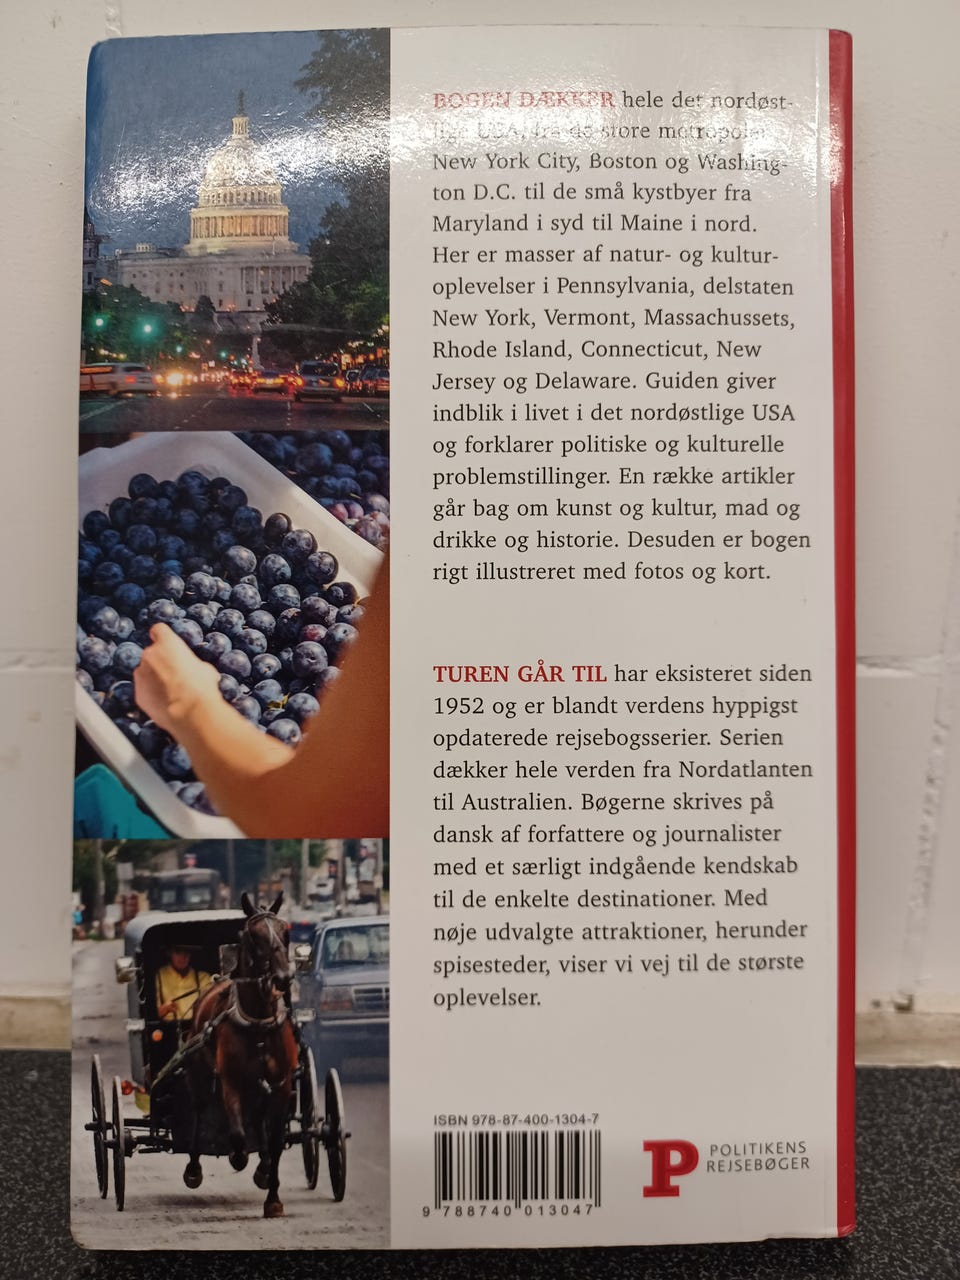 BOGEN DÆKKER hele det nordøst-
lige USA, fra de store metropoler
New York City, Boston og Washing-
ton D.C. til de små kystbyer fra
Maryland i syd til Maine i nord.
Her er masser af natur- og kultur-
oplevelser i Pennsylvania, delstaten
New York, Vermont, Massachussets,
Rhode Island, Connecticut, New
Jersey og Delaware. Guiden giver
indblik i livet i det nordøstlige USA
og forklarer politiske og kulturelle
problemstillinger. En række artikler
går bag om kunst og kultur, mad og
drikke og historie. Desuden er bogen
rigt illustreret med fotos og kort.
TUREN GÅR TIL har eksisteret siden
1952 og er blandt verdens hyppigst
opdaterede rejsebogsserier. Serien
dækker hele verden fra Nordatlanten
til Australien. Bøgerne skrives på
dansk af forfattere og journalister
med et særligt indgående kendskab
til de enkelte destinationer. Med
nøje udvalgte attraktioner, herunder
spisesteder, viser vi vej til de største
oplevelser.
ISBN 978-87-400-1304-7
9 788740 013047
P POLITIKENS
REJSEBØGER